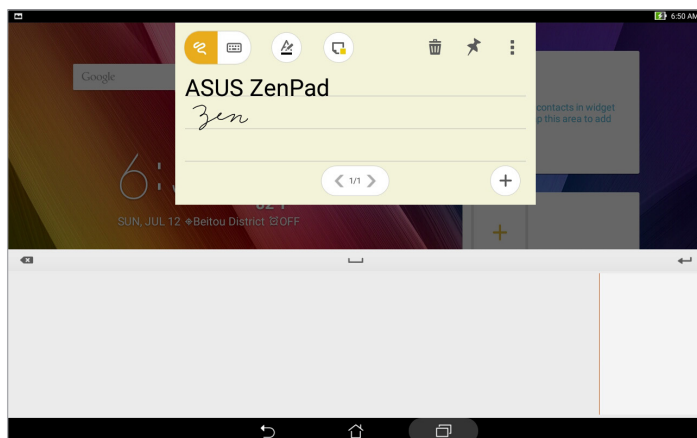 6:50 AM
Google
ASUS ZenPad
Zen
contacts in widget
p this area to add
1/1
6:
SUN, JUL 12 Beitou District OFF